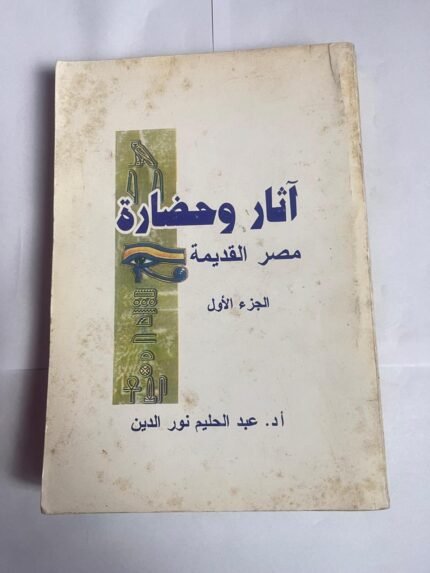 آثار وحضارة
مصر القديمة
الجزء الأول
أ.د. عبد الحليم نور الدين